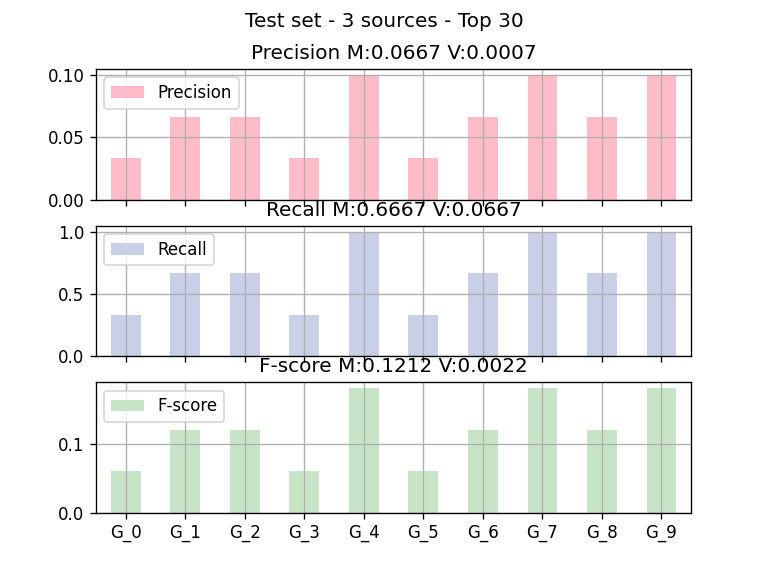 Test set - 3 sources - Top 30
Precision M:0.0667 V:0.0007
0.10
0.05
0.00
Precision
Recall M:0.6667 V:0.0667
1.0
0.5
0.0
Recall
F-score M:0.1212 V:0.0022
0.1
0.0
F-score
G_0 G_1 G_2 G_3 G_4 G_5 G_6 G_7 G_8 G_9